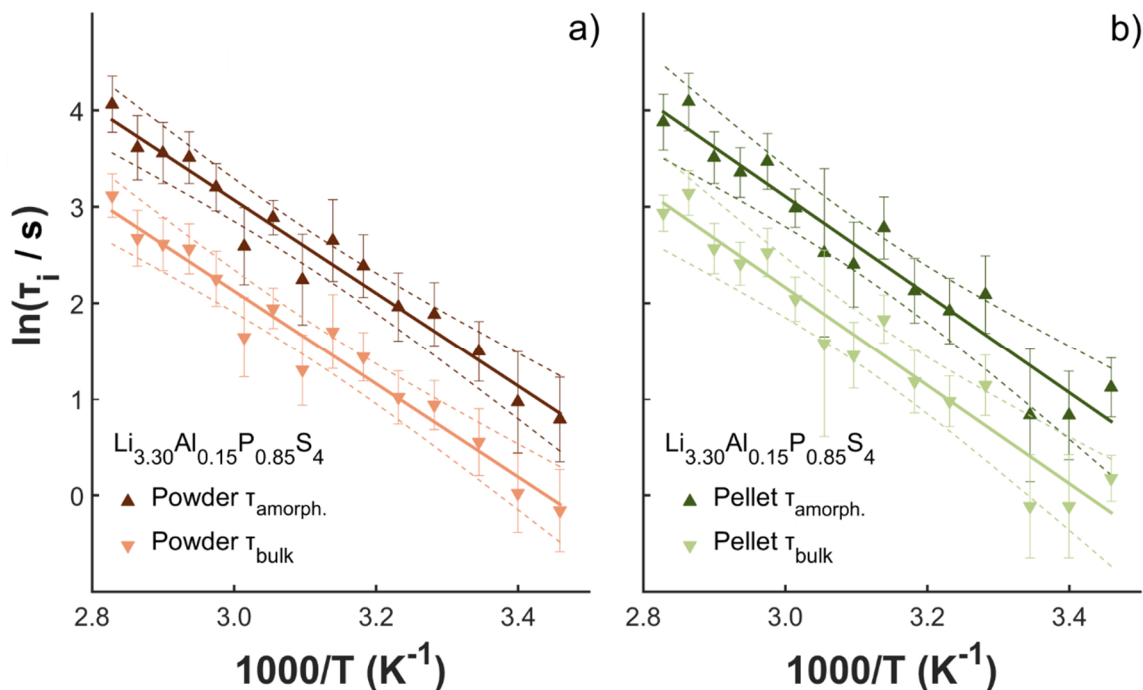 a)
b)
ln(τi / s)
4
3
2
1
0
Li3.30Al0.15P0.85S4
Powder τamorph.
Powder τbulk
Li3.30Al0.15P0.85S4
Pellet τamorph.
Pellet τbulk
2.8 3.0 3.2 3.4
2.8 3.0 3.2 3.4
1000/T (K-1)
1000/T (K-1)